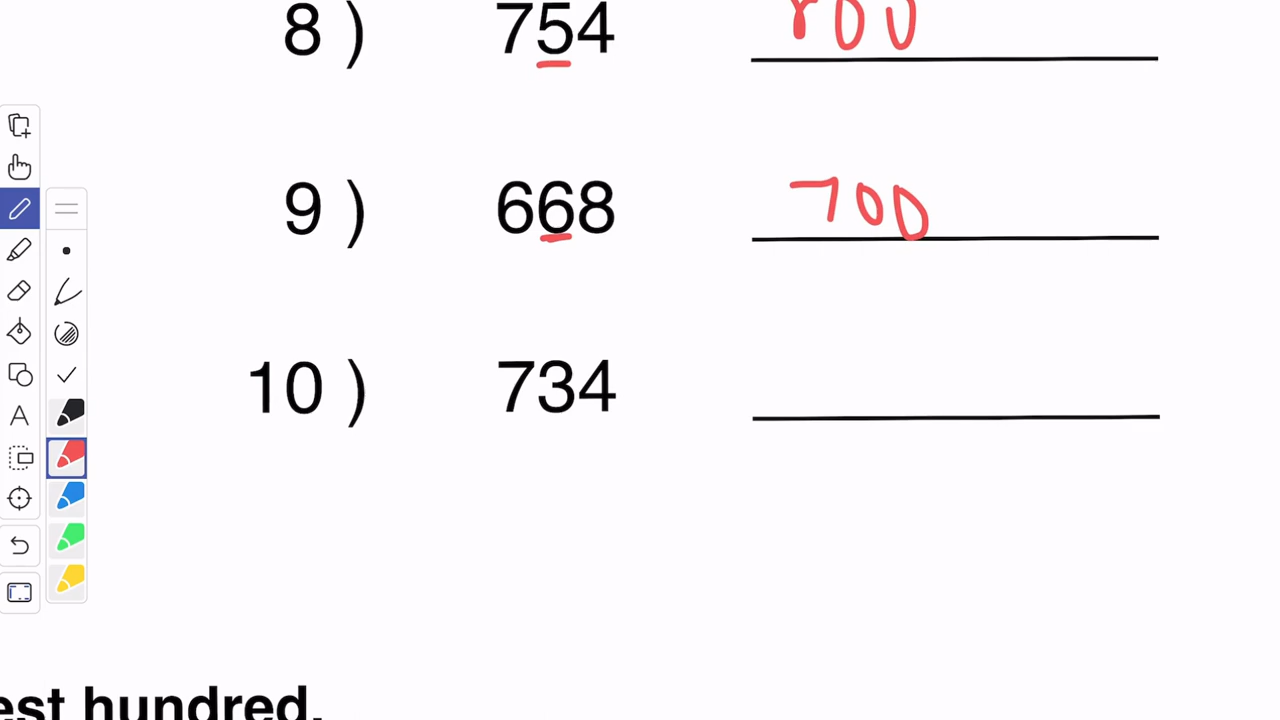 8 ) 754 800
9 ) 668 700
10 ) 734
est hundred.
A